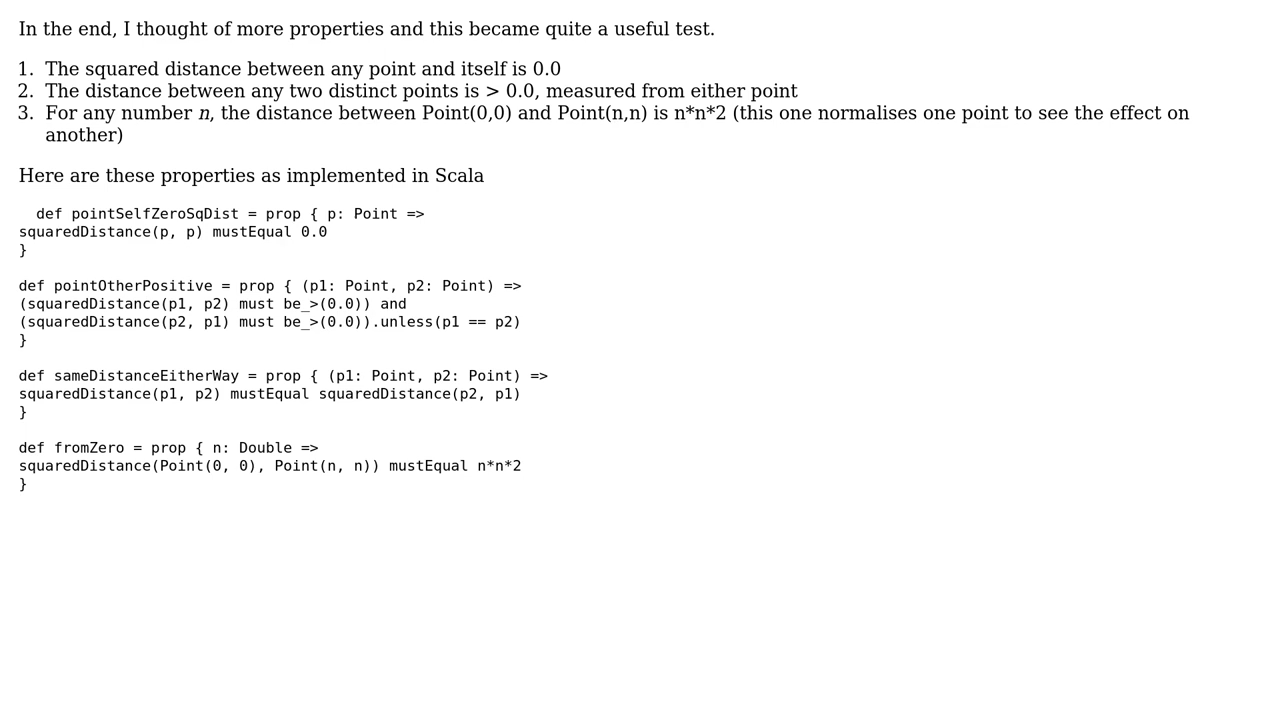 In the end, I thought of more properties and this became quite a useful test.
1. The squared distance between any point and itself is 0.0
2. The distance between any two distinct points is > 0.0, measured from either point
3. For any number n, the distance between Point(0,0) and Point(n,n) is n*n*2 (this one normalises one point to see the effect on
another)
Here are these properties as implemented in Scala
  def pointSelfZeroSqDist = prop { p: Point =>
squaredDistance(p, p) mustEqual 0.0
}
def pointOtherPositive = prop { (p1: Point, p2: Point) =>
(squaredDistance(p1, p2) must be_>(0.0)) and
(squaredDistance(p2, p1) must be_>(0.0)).unless(p1 == p2)
}
def sameDistanceEitherWay = prop { (p1: Point, p2: Point) =>
squaredDistance(p1, p2) mustEqual squaredDistance(p2, p1)
}
def fromZero = prop { n: Double =>
squaredDistance(Point(0, 0), Point(n, n)) mustEqual n*n*2
}